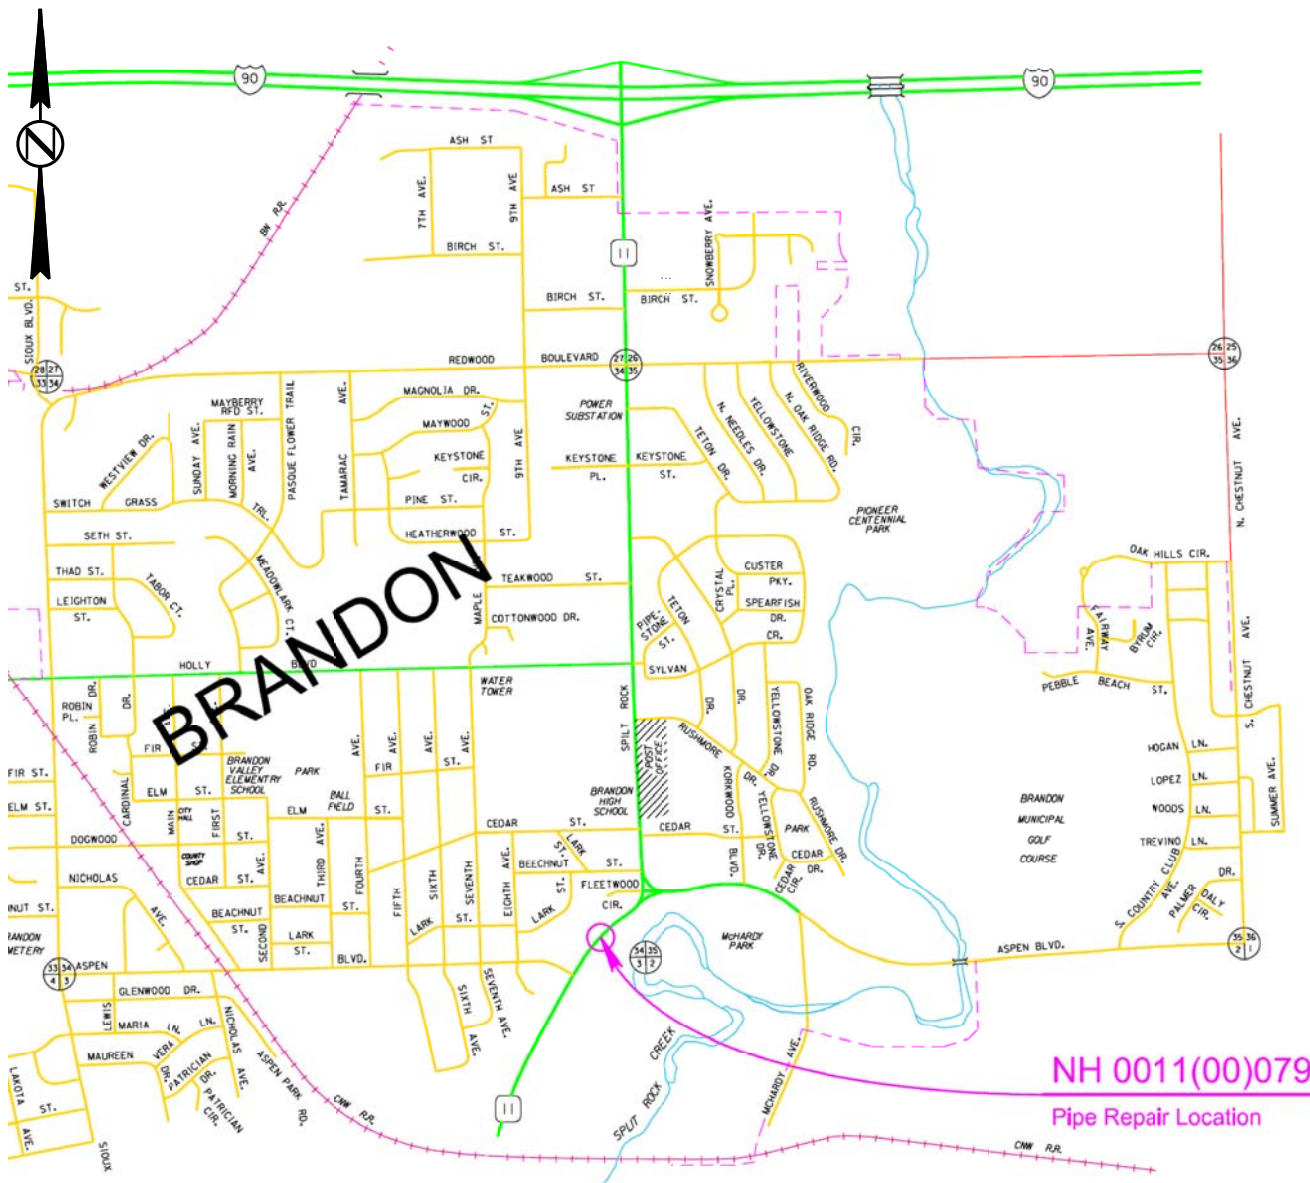 90
90
N
ASH ST
7TH AVE.
9TH AVE
ASH ST
BN R.R.
BIRCH ST.
11
SNOWBERRY AVE.
...
ST.
SIOUX BLVD.
BIRCH ST.
BIRCH ST.
28 27
33 34
REDWOOD
BOULEVARD
27 26
34 35
26 25
35 36
MAYBERRY
RFD ST.
PASQUE FLOWER TRAIL
TAMARAC
AVE.
MAGNOLIA DR.
MAYWOOD
ST.
POWER
SUBSTATION
RIVERWOOD
CIR.
N. OAK RIDGE RD.
YELLOWSTONE
N. NEEDLES DR.
TETON DR.
WESTVIEW DR.
SUNDAY AVE.
MORNING RAIN
AVE.
KEYSTONE
CIR.
9TH AVE
KEYSTONE
PL.
KEYSTONE
ST.
N. CHESTNUT AVE.
SWITCH GRASS
TRL.
PINE ST.
PIONEER
CENTENNIAL
PARK
SETH ST.
HEATHERWOOD ST.
THAD ST.
TABOR CT.
MEADOWLARK CT.
LEIGHTON
ST.
BRANDON
TEAKWOOD ST.
MAPLE
COTTONWOOD DR.
CRYSTAL
PL.
CUSTER
PKY.
SPEARFISH
DR.
CR.
PIPE-
STONE
ST.
TETON
OAK HILLS CIR.
FAIRWAY
AVE.
BYRUM
CIR.
S. CHESTNUT AVE.
HOLLY BLVD
SYLVAN
PEBBLE BEACH ST.
WATER
TOWER
ROBIN
PL.
ROBIN DR.
DR.
CARDINAL
SPILT ROCK
DR.
DR.
YELLOWSTONE
DR.
OAK RIDGE RD.
RUSHMORE
DR.
POST
OFFICE
FIR S
BRANDON
VALLEY
ELEMENTRY
SCHOOL
PARK
AVE.
AVE.
AVE.
AVE.
FIR ST.
FIR ST.
ELM ST.
ELM ST.
BALL
FIELD
ELM ST.
BRANDON
HIGH
SCHOOL
KORKWOOD
BLVD.
YELLOWSTONE
DR.
RUSHMORE DR.
PARK
HOGAN LN.
LOPEZ LN.
WOODS LN.
TREVINO LN.
SUMMER AVE.
BRANDON
MUNICIPAL
GOLF
COURSE
MAIN
CITY
HALL
FIRST
DOGWOOD
ST.
COUNTY
SHOP
CEDAR ST.
AVE.
THIRD AVE.
FOURTH
CEDAR ST.
CEDAR ST.
LARK
ST.
CEDAR
DR.
CEDAR
CIR.
NICHOLAS
AVE.
FIFTH
SIXTH
SEVENTH
EIGHTH AVE.
BEECHNUT ST.
ST.
FLEETWOOD
CIR.
DR.
S. COUNTRY CLUB
AVE.
PALMER
DALY
CIR.
NUT ST.
BEACHNUT
ST.
SECOND
BEACHNUT
ST.
LARK
ST.
LARK ST.
LARK
McHARDY
PARK
34 35
3 2
ASPEN BLVD.
35 36
2 1
ANDON
METERY
33 34
4 3
ASPEN
BLVD.
GLENWOOD DR.
LEWIS
MARIA LN.
LN.
NICHOLAS
AVE.
SIXTH
AVE.
SEVENTH AVE.
MAUREEN
VERA
DR.
PATRICIAN
DR.
PATRICIAN
CIR.
ASPEN PARK RD.
LAKOTA
AVE.
ST.
SIOUX
CNW R.R.
11
SPLIT ROCK CREEK
MCHARDY AVE.
NH 0011(00)079
Pipe Repair Location
CNW R.R.